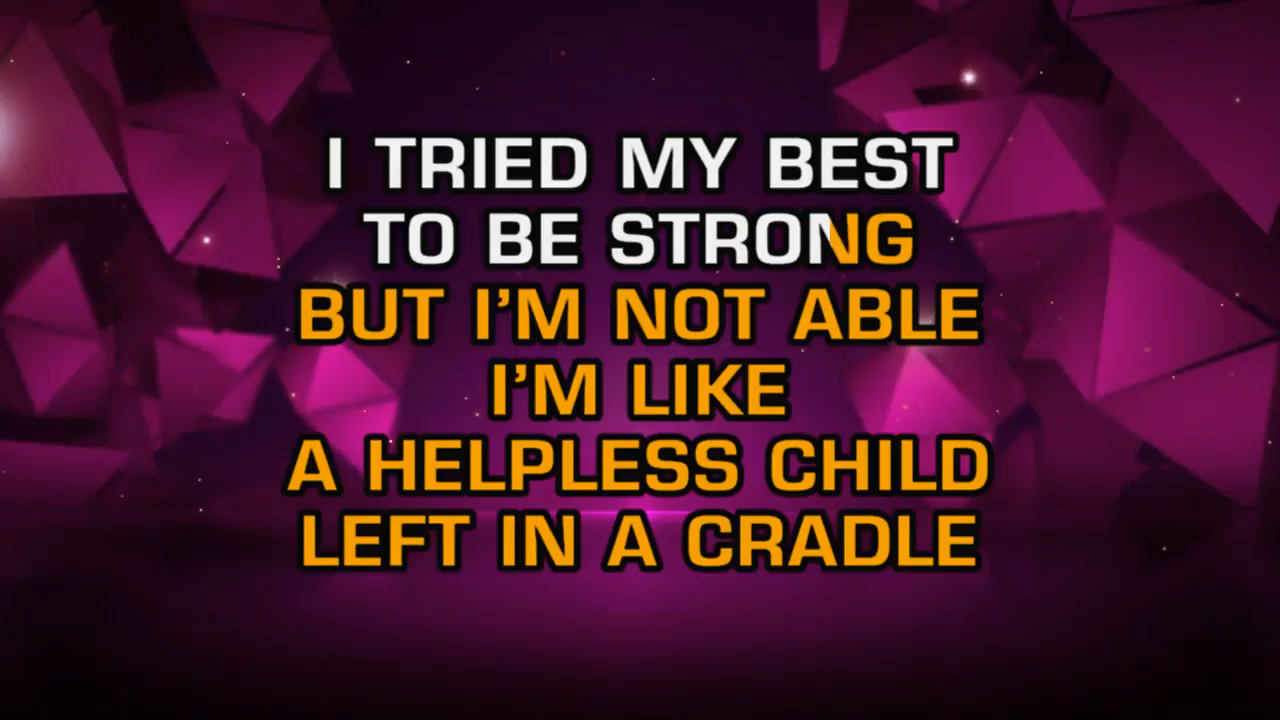 I TRIED MY BEST
TO BE STRONG
BUT I’M NOT ABLE
I’M LIKE
A HELPLESS CHILD
LEFT IN A CRADLE